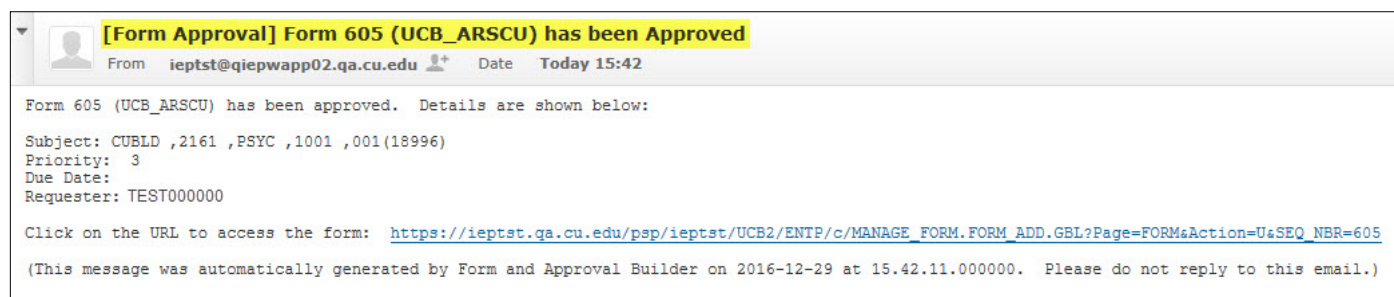 [Form Approval] Form 605 (UCB_ARSCU) has been Approved
From ieptst@qiepwapp02.qa.cu.edu Date Today 15:42
Form 605 (UCB_ARSCU) has been approved. Details are shown below:
Subject: CUBLD ,2161 ,PSYC ,1001 ,001(18996)
Priority: 3
Due Date:
Requester: TEST000000
Click on the URL to access the form: https://ieptst.qa.cu.edu/psp/ieptst/UCB2/ENTP/c/MANAGE_FORM.FORM_ADD.GBL?Page=FORM&Action=U&SEQ_NBR=605
(This message was automatically generated by Form and Approval Builder on 2016-12-29 at 15.42.11.000000. Please do not reply to this email.)